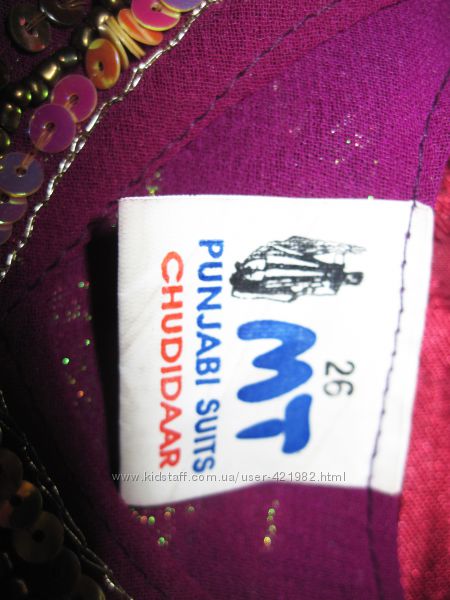 26
MT
PUNJABI SUITS
CHUDIDAAR
www.kidstaff.com.ua/user-421982.html